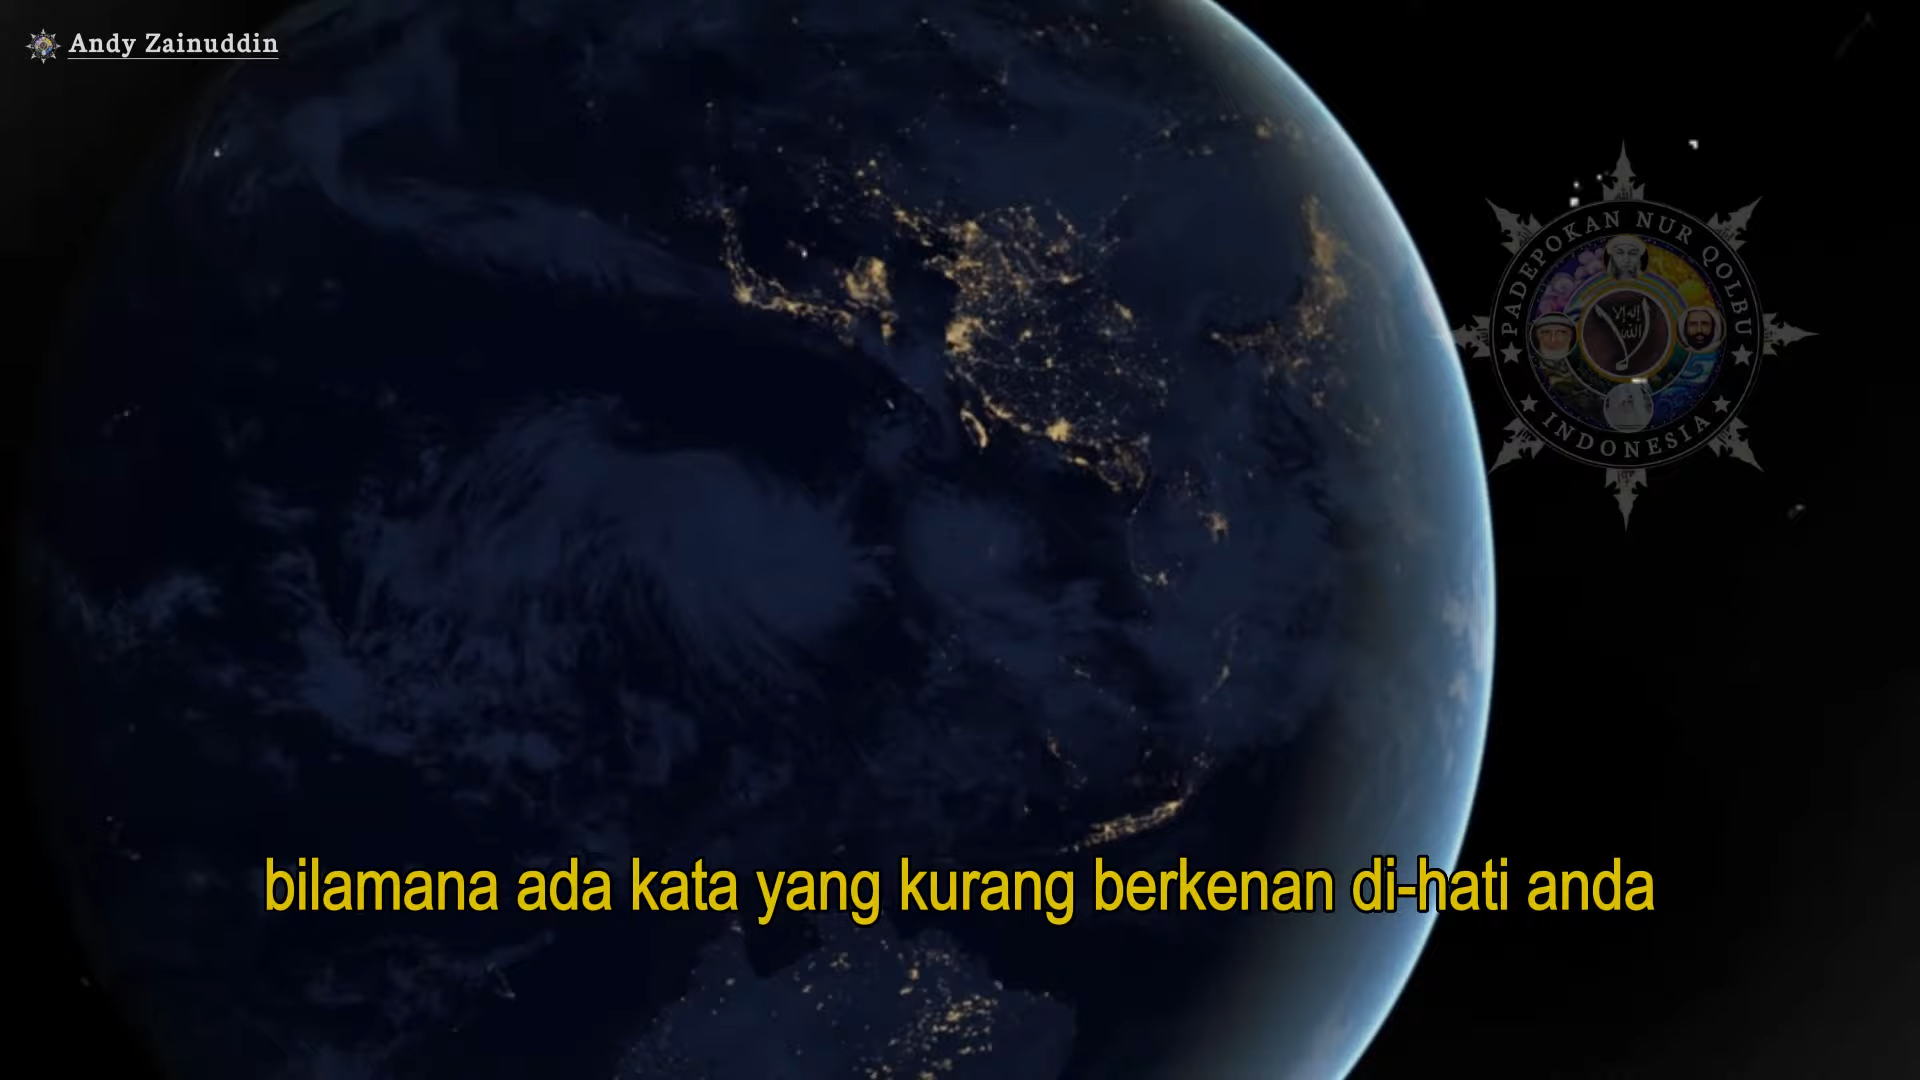 Andy Zainuddin
PADEPOKAN NUR QOLBU
INDONESIA
bilamana ada kata yang kurang berkenan di-hati anda